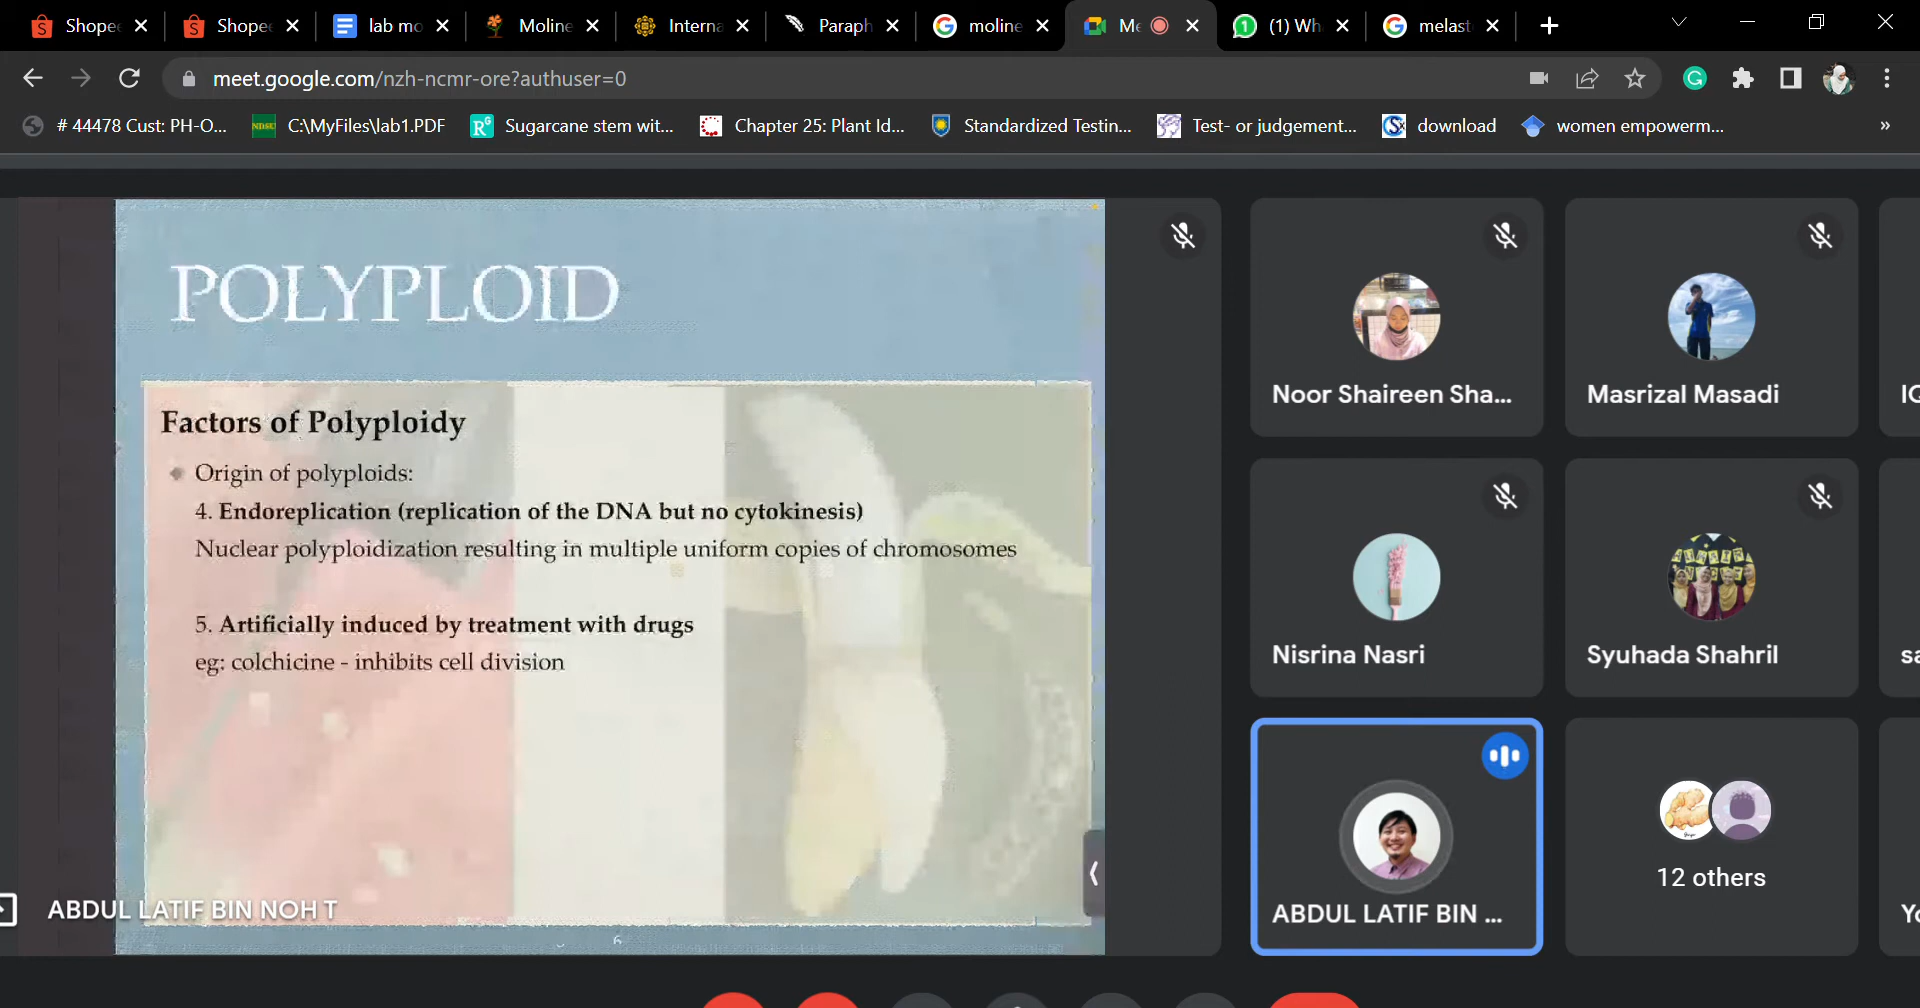 Shopee
Shopee
lab mo
Moline
Interna
Paraph
moline
Me
(1) Wh
melast
meet.google.com/nzh-ncmr-ore?authuser=0
# 44478 Cust: PH-O...
NDSU
C:\MyFiles\lab1.PDF
Sugarcane stem wit...
Chapter 25: Plant Id...
Standardized Testin...
Test- or judgement...
download
women empowerm...
»
POLYPLOID
Factors of Polyploidy
Origin of polyploids:
4. Endoreplication (replication of the DNA but no cytokinesis)
Nuclear polyploidization resulting in multiple uniform copies of chromosomes
5. Artificially induced by treatment with drugs
eg: colchicine - inhibits cell division
6
ABDUL LATIF BIN NOH T
Noor Shaireen Sha...
Masrizal Masadi
Nisrina Nasri
Syuhada Shahril
sa
ABDUL LATIF BIN ...
12 others